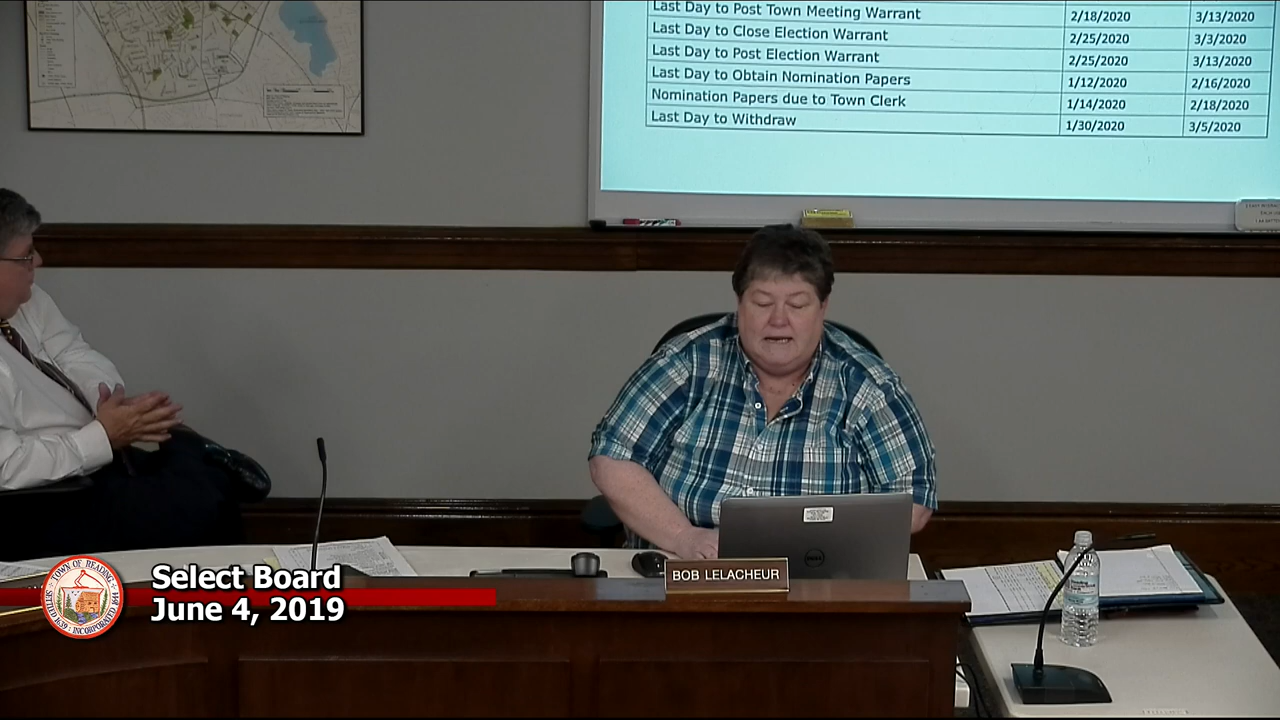 Last Day to Post Town Meeting Warrant 2/18/2020 3/13/2020
Last Day to Close Election Warrant 2/25/2020 3/3/2020
Last Day to Post Election Warrant 2/25/2020 3/13/2020
Last Day to Obtain Nomination Papers 1/12/2020 2/16/2020
Nomination Papers due to Town Clerk 1/14/2020 2/18/2020
Last Day to Withdraw 1/30/2020 3/5/2020
BOB LELACHEUR
DELL
TOWN OF READING
Select Board
June 4, 2019